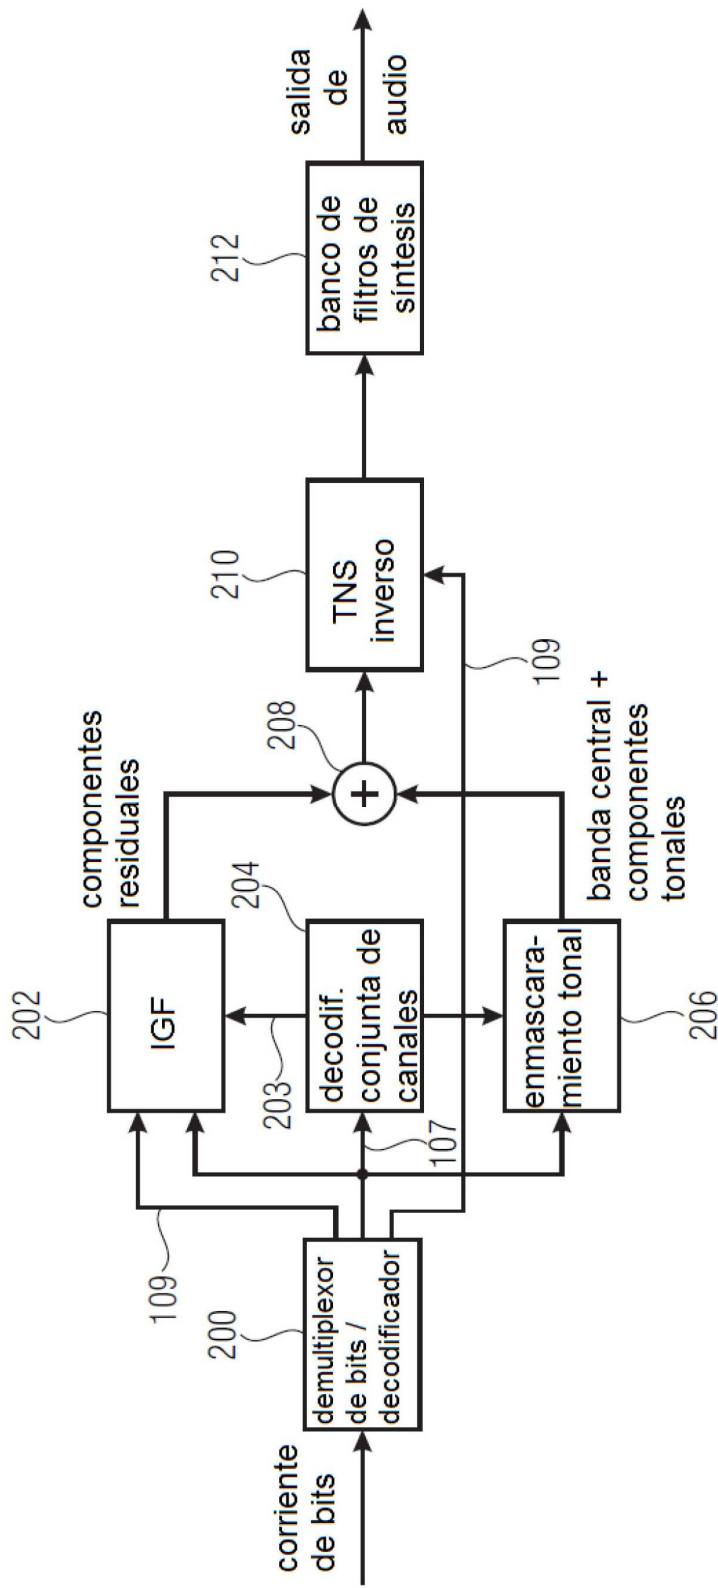 corriente
de bits
200
demultiplexor
de bits /
decodificador
109
107
203
202
IGF
204
decodif.
conjunta de
canales
206
enmascara-
miento tonal
componentes
residuales
banda central +
componentes
tonales
208
+
109
210
TNS
inverso
212
banco de
filtros de
síntesis
salida
de
audio